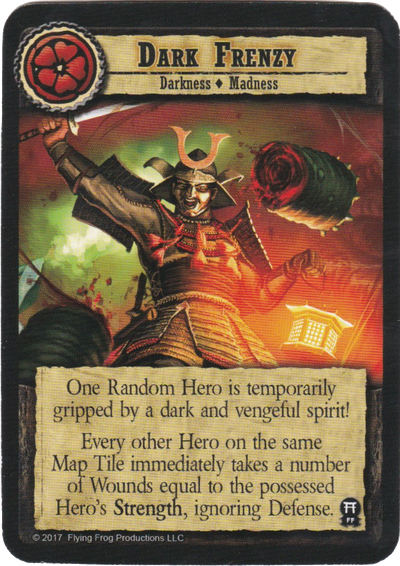 Dark Frenzy
Darkness ♦ Madness
One Random Hero is temporarily
gripped by a dark and vengeful spirit!
Every other Hero on the same
Map Tile immediately takes a number
of Wounds equal to the possessed
Hero's Strength, ignoring Defense.
FF
© 2017 Flying Frog Productions LLC